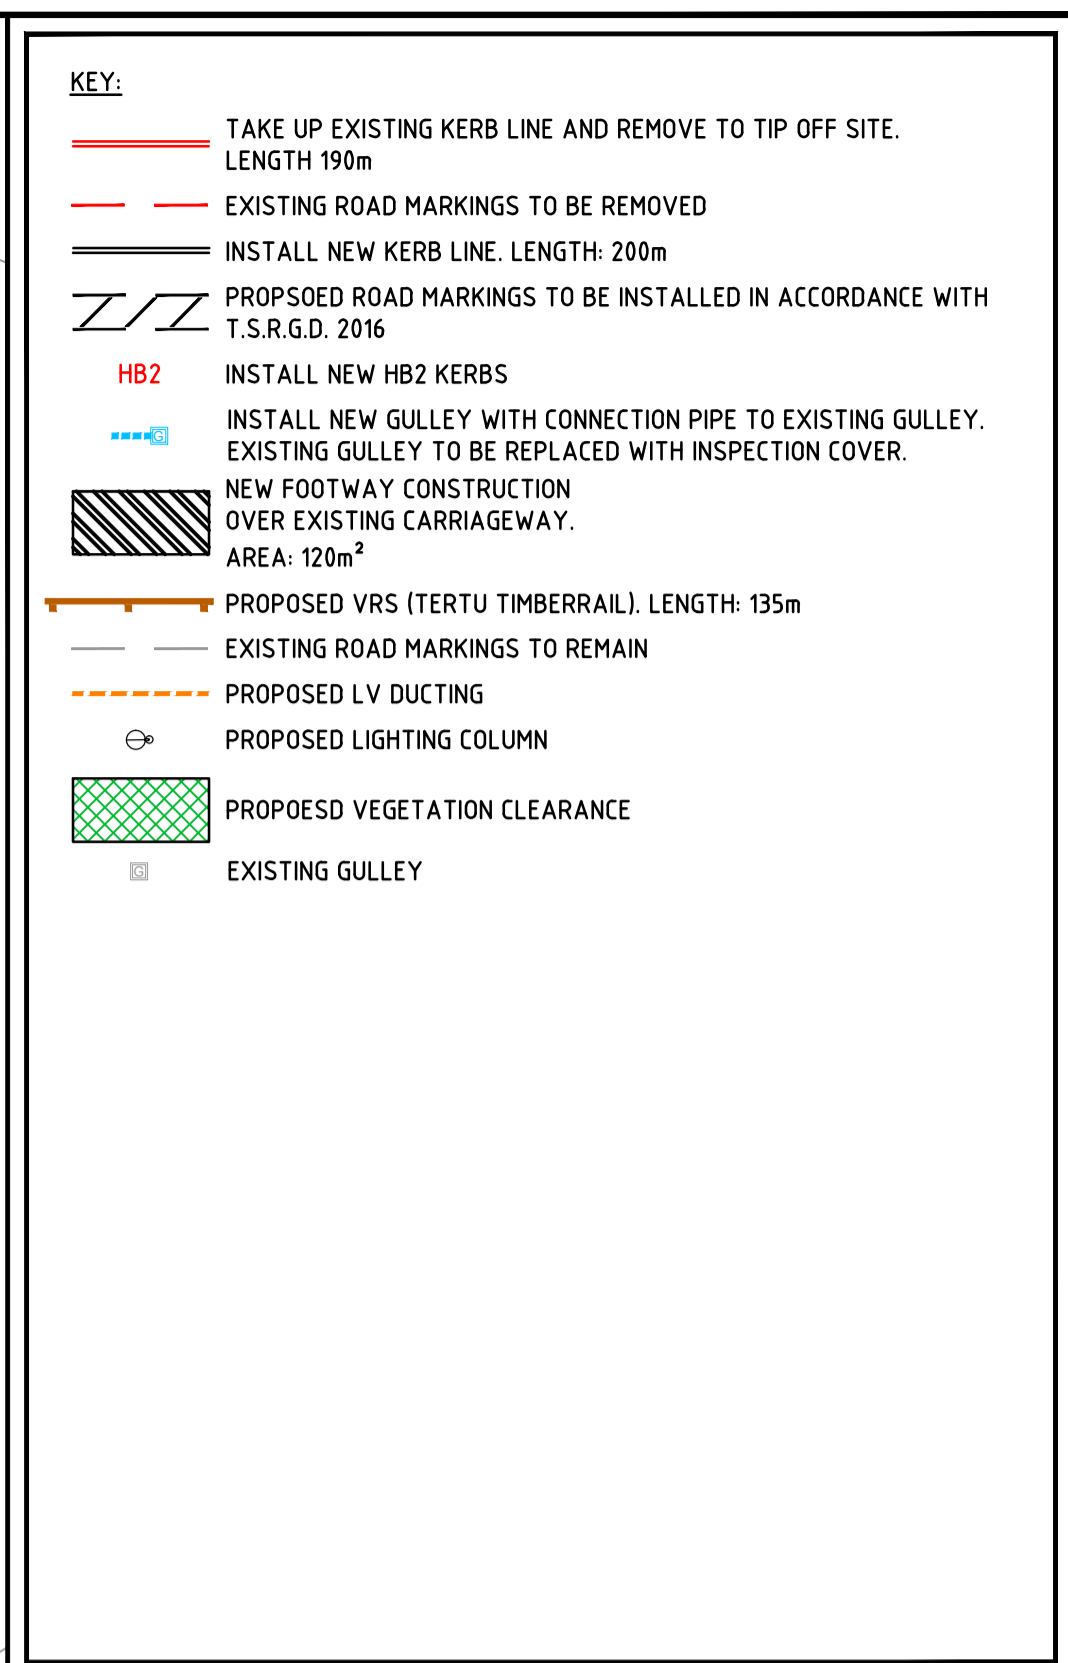 KEY:
TAKE UP EXISTING KERB LINE AND REMOVE TO TIP OFF SITE.
LENGTH 190m
EXISTING ROAD MARKINGS TO BE REMOVED
INSTALL NEW KERB LINE. LENGTH: 200m
PROPSOED ROAD MARKINGS TO BE INSTALLED IN ACCORDANCE WITH
T.S.R.G.D. 2016
HB2 INSTALL NEW HB2 KERBS
INSTALL NEW GULLEY WITH CONNECTION PIPE TO EXISTING GULLEY.
G
EXISTING GULLEY TO BE REPLACED WITH INSPECTION COVER.
NEW FOOTWAY CONSTRUCTION
OVER EXISTING CARRIAGEWAY.
AREA: 120m²
PROPOSED VRS (TERTU TIMBERRAIL). LENGTH: 135m
EXISTING ROAD MARKINGS TO REMAIN
PROPOSED LV DUCTING
PROPOSED LIGHTING COLUMN
PROPOESD VEGETATION CLEARANCE
G EXISTING GULLEY